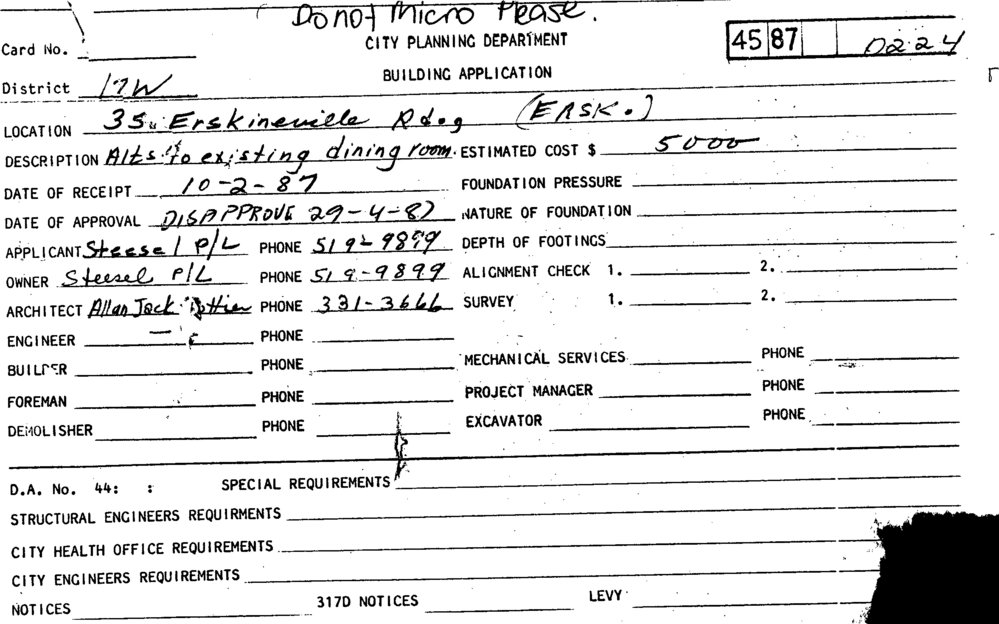 Do not Micro Please.
CITY PLANNING DEPARTMENT
Card No.
45 87 0224
BUILDING APPLICATION
District 17W
LOCATION 35 Erskineville Rd (ERSK.)
DESCRIPTION Alts to existing dining room. ESTIMATED COST $ 5000
DATE OF RECEIPT 10-2-87 FOUNDATION PRESSURE
DATE OF APPROVAL DISAPPROVE 29-4-87 NATURE OF FOUNDATION
APPLICANT Steesel P/L PHONE 519-9899 DEPTH OF FOOTINGS
OWNER Steesel P/L PHONE 519-9899 ALIGNMENT CHECK 1. 2.
ARCHITECT Allan Jack PHONE 331-3666 SURVEY 1. 2.
ENGINEER — PHONE
BUILDER PHONE MECHANICAL SERVICES PHONE
FOREMAN PHONE PROJECT MANAGER PHONE
DEMOLISHER PHONE EXCAVATOR PHONE
D.A. No. 44: : SPECIAL REQUIREMENTS
STRUCTURAL ENGINEERS REQUIRMENTS
CITY HEALTH OFFICE REQUIREMENTS
CITY ENGINEERS REQUIREMENTS
NOTICES 317D NOTICES LEVY